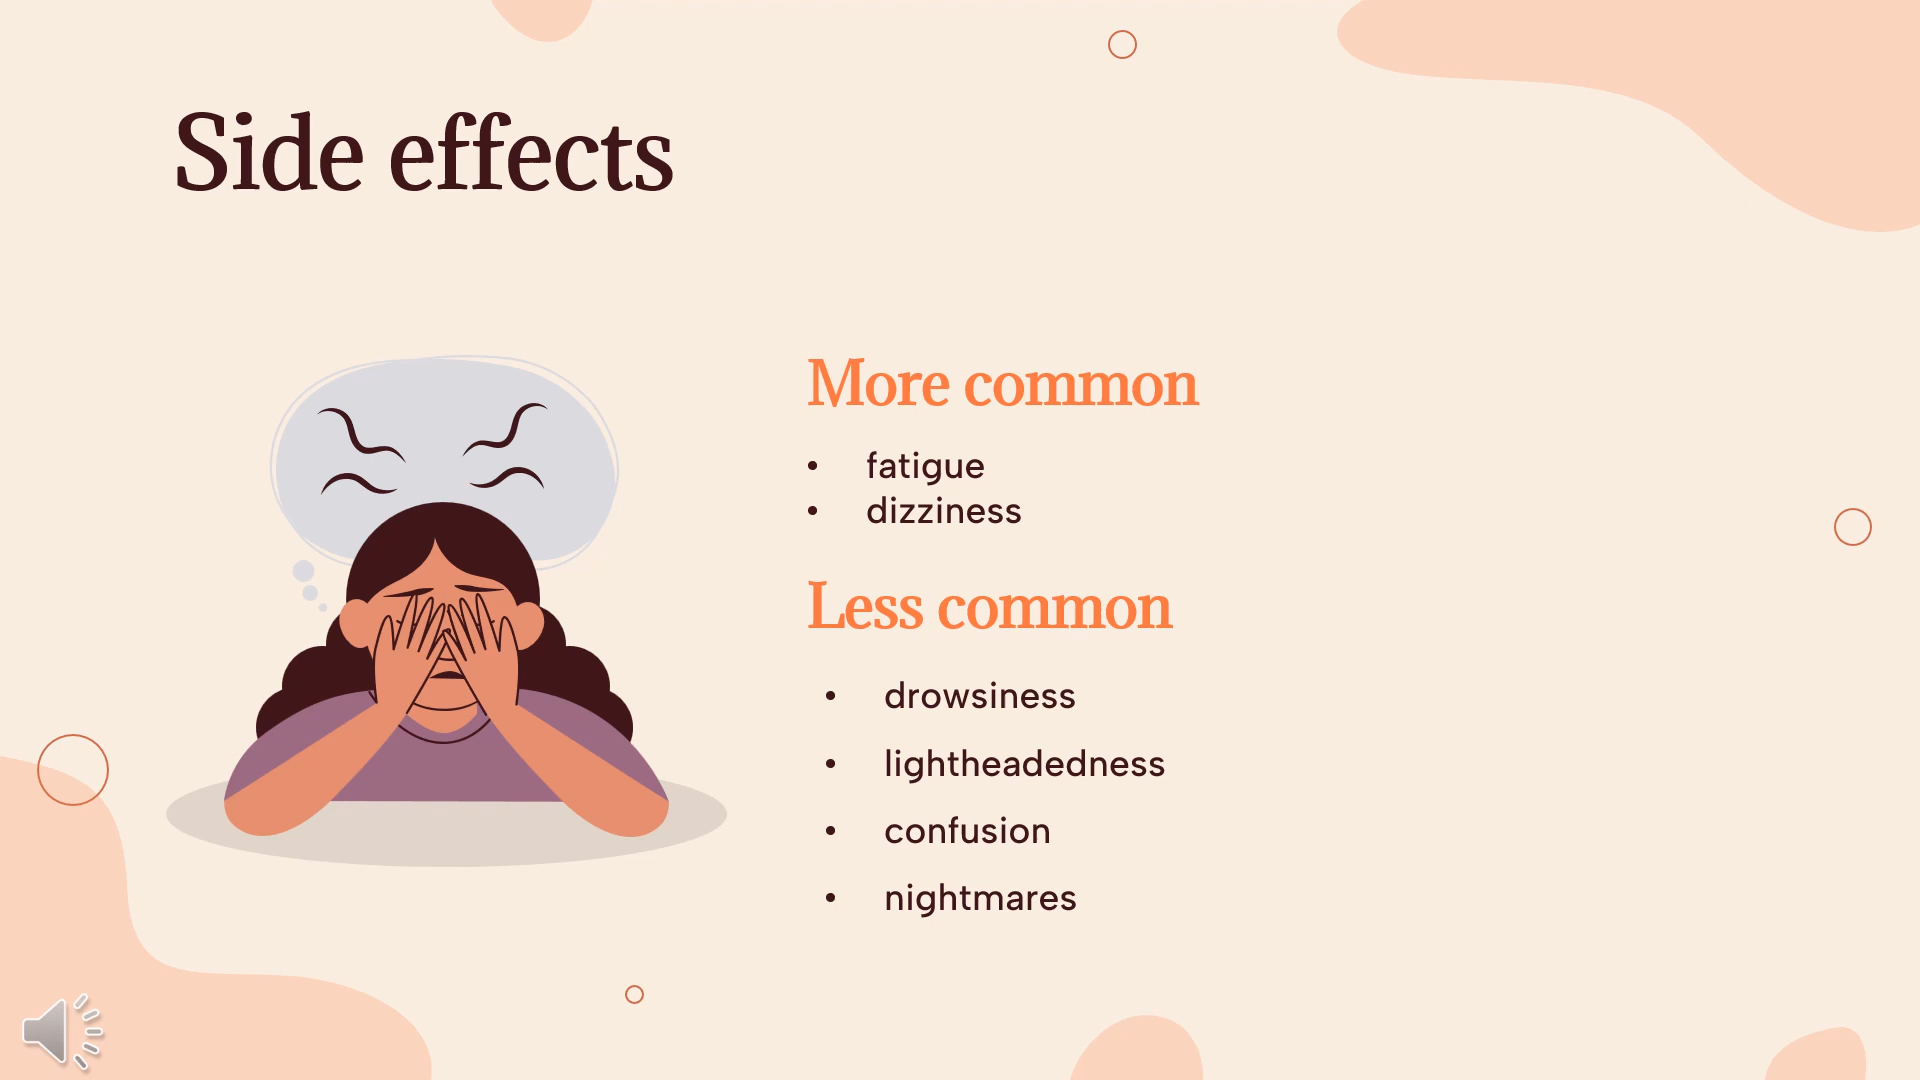 Side effects
More common
• fatigue
• dizziness
Less common
• drowsiness
• lightheadedness
• confusion
• nightmares